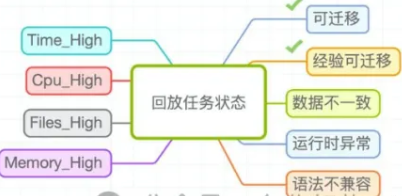 Time_High
Cpu_High
Files_High
Memory_High
回放任务状态
可迁移
经验可迁移
数据不一致
运行时异常
语法不兼容